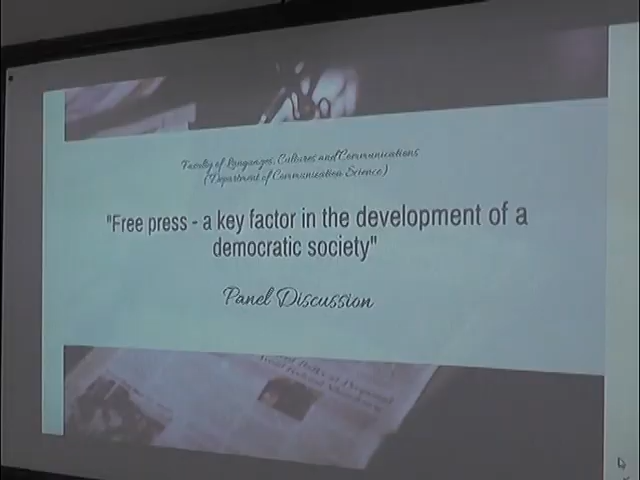 Faculty of Languages, Cultures and Communications
(Department of Communication Science)
"Free press - a key factor in the development of a
democratic society"
Panel Discussion